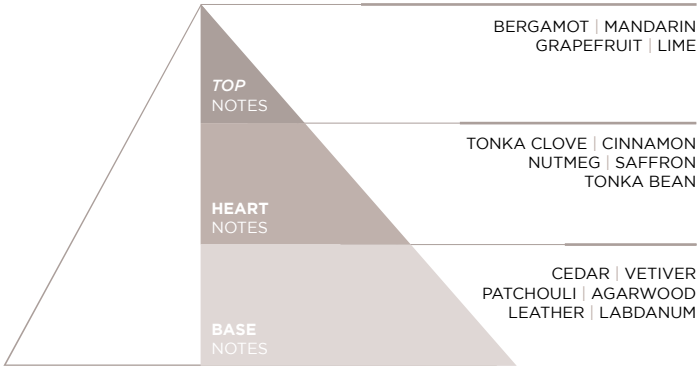 TOP
NOTES
BERGAMOT | MANDARIN
GRAPEFRUIT | LIME
HEART
NOTES
TONKA CLOVE | CINNAMON
NUTMEG | SAFFRON
TONKA BEAN
BASE
NOTES
CEDAR | VETIVER
PATCHOULI | AGARWOOD
LEATHER | LABDANUM